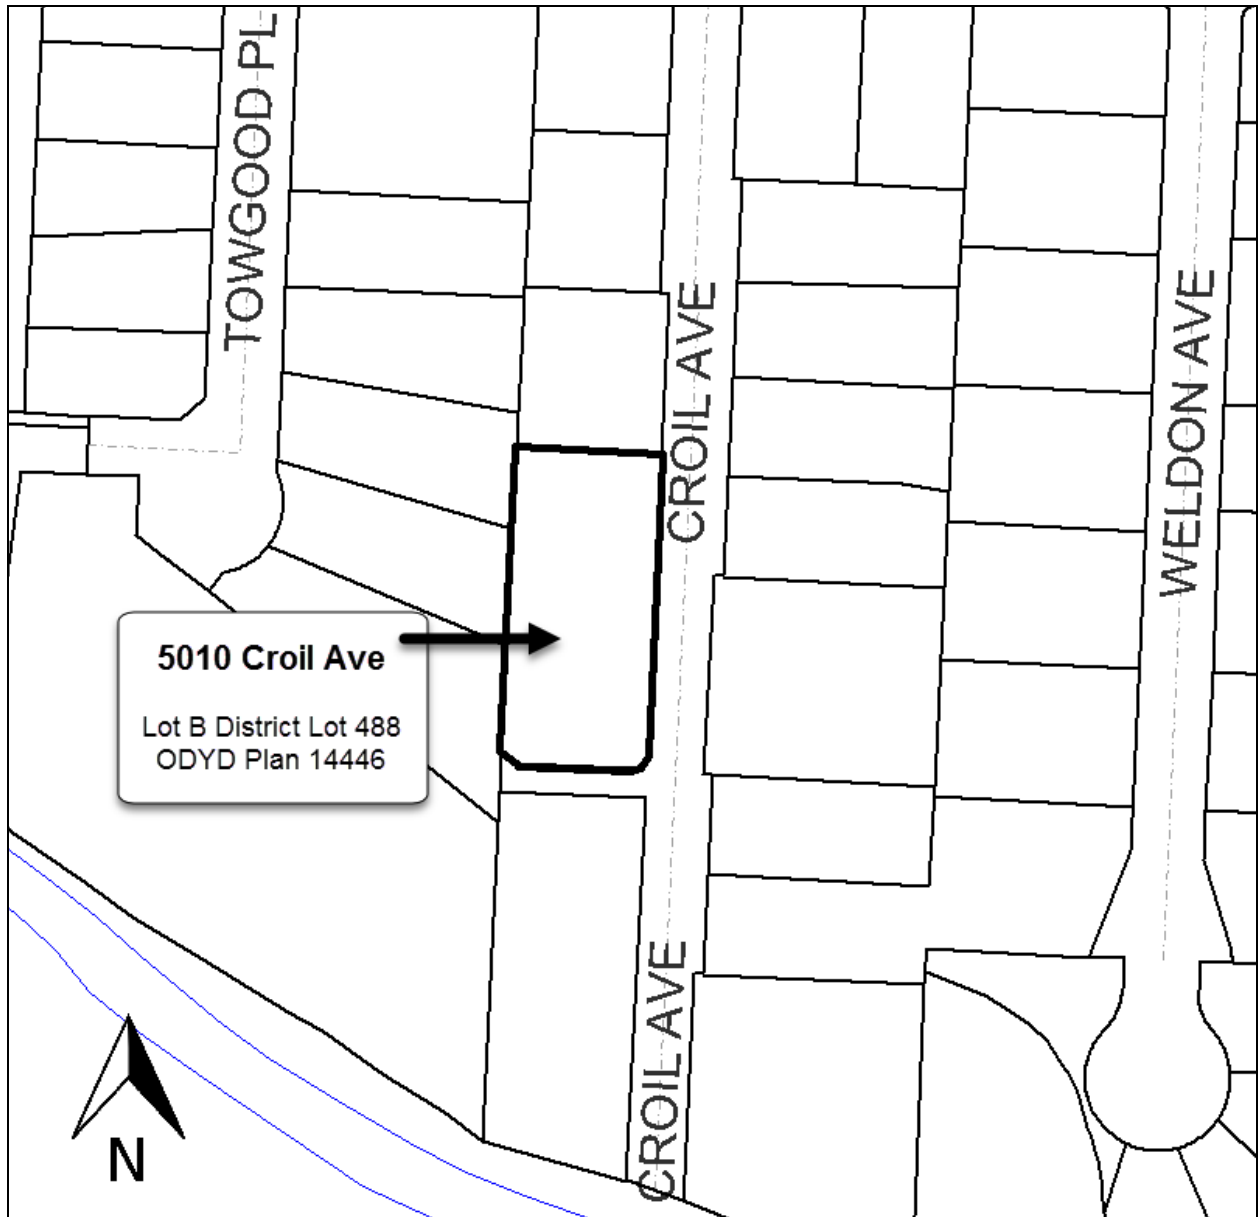 TOWGOOD PL
CROIL AVE
WELDON AVE
5010 Croil Ave
Lot B District Lot 488
ODYD Plan 14446
CROIL AVE
N